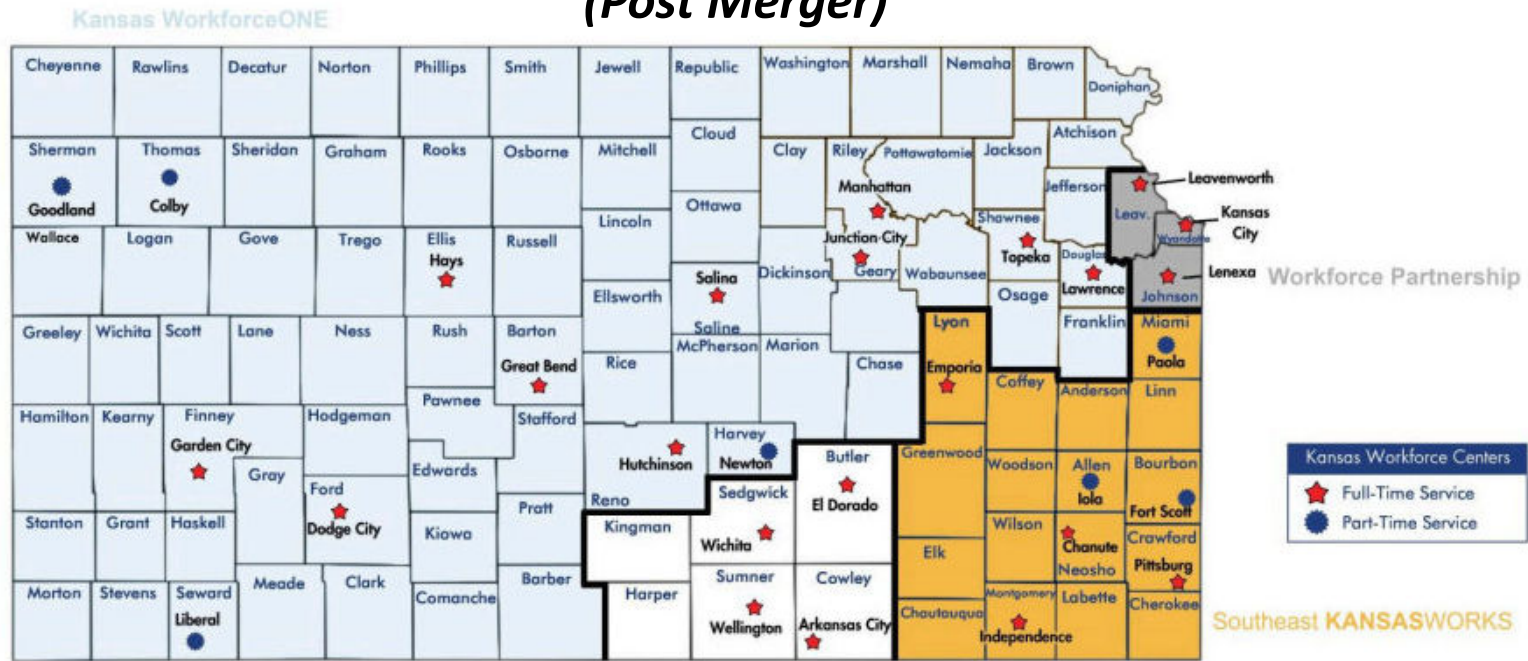 (Post Merger)
Kansas WorkforceONE
Cheyenne Rawlins Decatur Norton Phillips Smith Jewell Republic Washington Marshall Nemaha Brown
Doniphan
Cloud Atchison
Sherman Thomas Sheridan Graham Rooks Osborne Mitchell Clay Riley Pottawatomie Jackson
Leavenworth
Manhattan Jefferson
Goodland Colby Ottawa Leav. Kansas
Lincoln Shawnee City
Wallace Logan Gove Trego Ellis Russell Junction City Wyandotte
Hays Topeka Douglas
Salina Dickinson Geary Wabaunsee Lenexa Workforce Partnership
Ellsworth Osage Lawrence Johnson
Saline
Greeley Wichita Scott Lane Ness Rush Barton Lyon Franklin Miami
McPherson Marion
Great Bend Rice Chase Emporia Paola
Coffey Anderson Linn
Pawnee
Hamilton Kearny Finney Hodgeman Stafford
Garden City Harvey
Hutchinson Newton Butler Greenwood Kansas Workforce Centers
Gray Edwards Woodson Allen Bourbon
Ford Reno Sedgwick Iola Full-Time Service
Pratt El Dorado Fort Scott
Stanton Grant Haskell Dodge City Kiowa Kingman Wilson Part-Time Service
Wichita Chanute Crawford
Elk Neosho Pittsburg
Meade Clark Barber Sumner Cowley
Morton Stevens Seward Comanche Harper Montgomery Labette Cherokee
Liberal Chautauqua Southeast KANSASWORKS
Wellington Arkansas City Independence